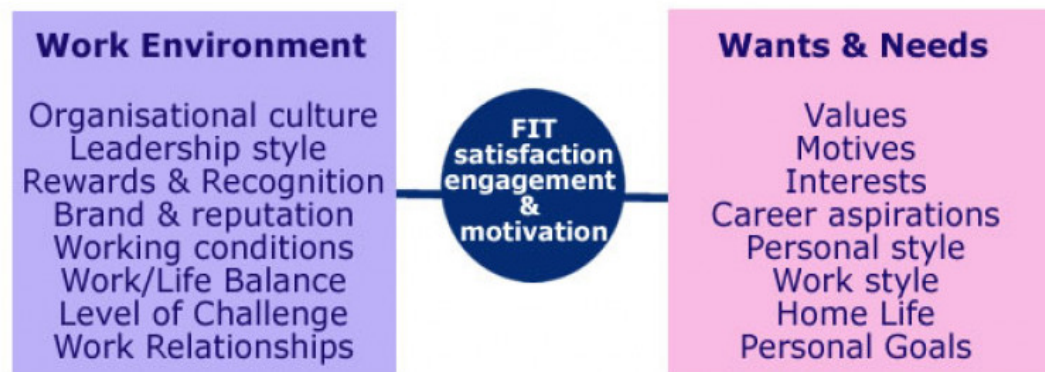 Work Environment
Organisational culture
Leadership style
Rewards & Recognition
Brand & reputation
Working conditions
Work/Life Balance
Level of Challenge
Work Relationships
FIT
satisfaction
engagement
&
motivation
Wants & Needs
Values
Motives
Interests
Career aspirations
Personal style
Work style
Home Life
Personal Goals